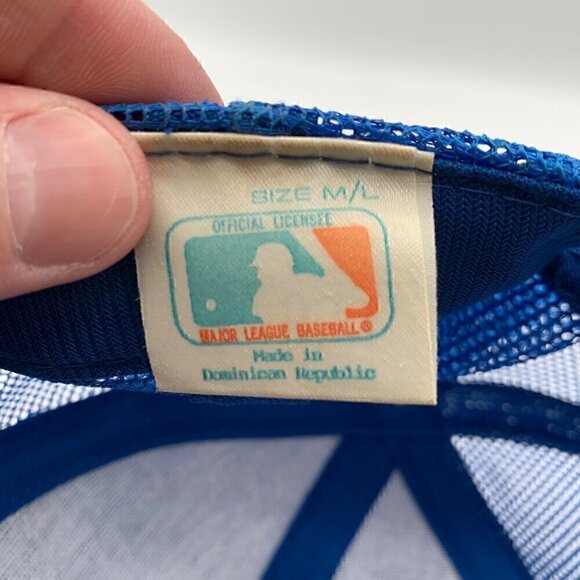 SIZE M/L
OFFICIAL LICENSEE
MAJOR LEAGUE BASEBALL®
Made in
Dominican Republic